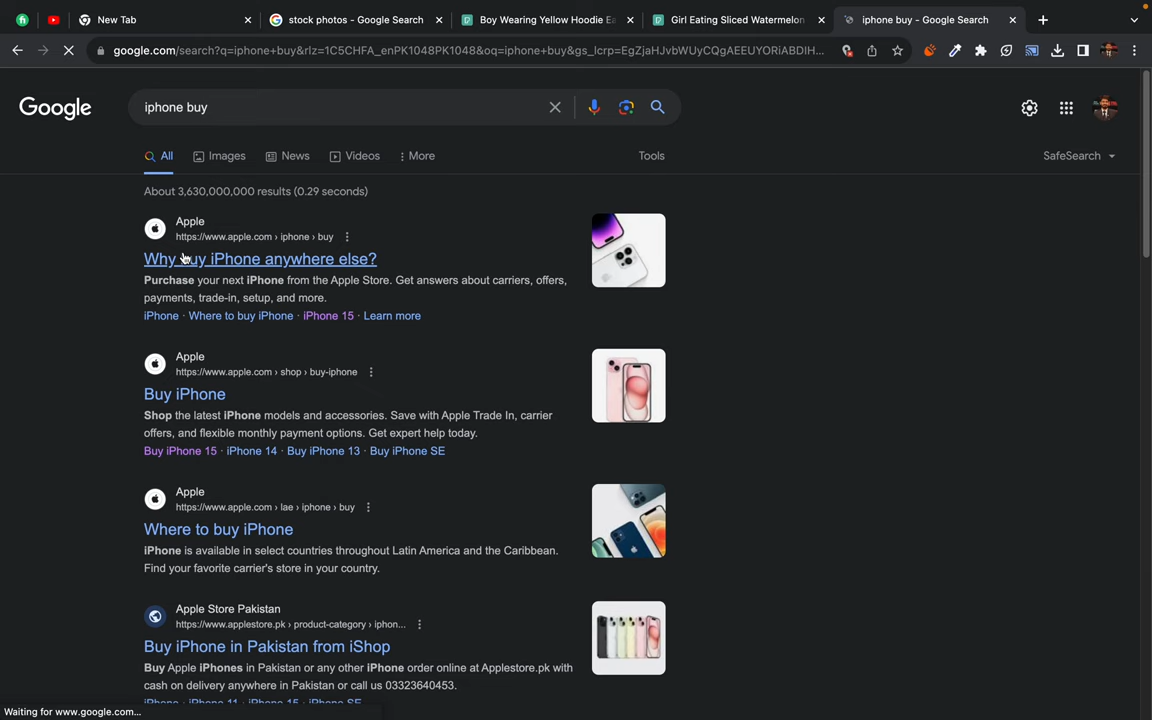 New Tab
stock photos - Google Search
Boy Wearing Yellow Hoodie Ea
Girl Eating Sliced Watermelon
iphone buy - Google Search
google.com/search?q=iphone+buy&rlz=1C5CHFA_enPK1048PK1048&oq=iphone+buy&gs_lcrp=EgZjaHJvbWUyCQgAEEUYORiABDIH...
Google
iphone buy
All
Images
News
Videos
More
Tools
SafeSearch
About 3,630,000,000 results (0.29 seconds)
Apple
https://www.apple.com › iphone › buy
Why buy iPhone anywhere else?
Purchase your next iPhone from the Apple Store. Get answers about carriers, offers,
payments, trade-in, setup, and more.
iPhone · Where to buy iPhone · iPhone 15 · Learn more
Apple
https://www.apple.com › shop › buy-iphone
Buy iPhone
Shop the latest iPhone models and accessories. Save with Apple Trade In, carrier
offers, and flexible monthly payment options. Get expert help today.
Buy iPhone 15 · iPhone 14 · Buy iPhone 13 · Buy iPhone SE
Apple
https://www.apple.com › lae › iphone › buy
Where to buy iPhone
iPhone is available in select countries throughout Latin America and the Caribbean.
Find your favorite carrier's store in your country.
Apple Store Pakistan
https://www.applestore.pk › product-category › iphon...
Buy iPhone in Pakistan from iShop
Buy Apple iPhones in Pakistan or any other iPhone order online at Applestore.pk with
cash on delivery anywhere in Pakistan or call us 03323640453.
iPhones · iPhone 11 · iPhone 15 · iPhone SE
Waiting for www.google.com...